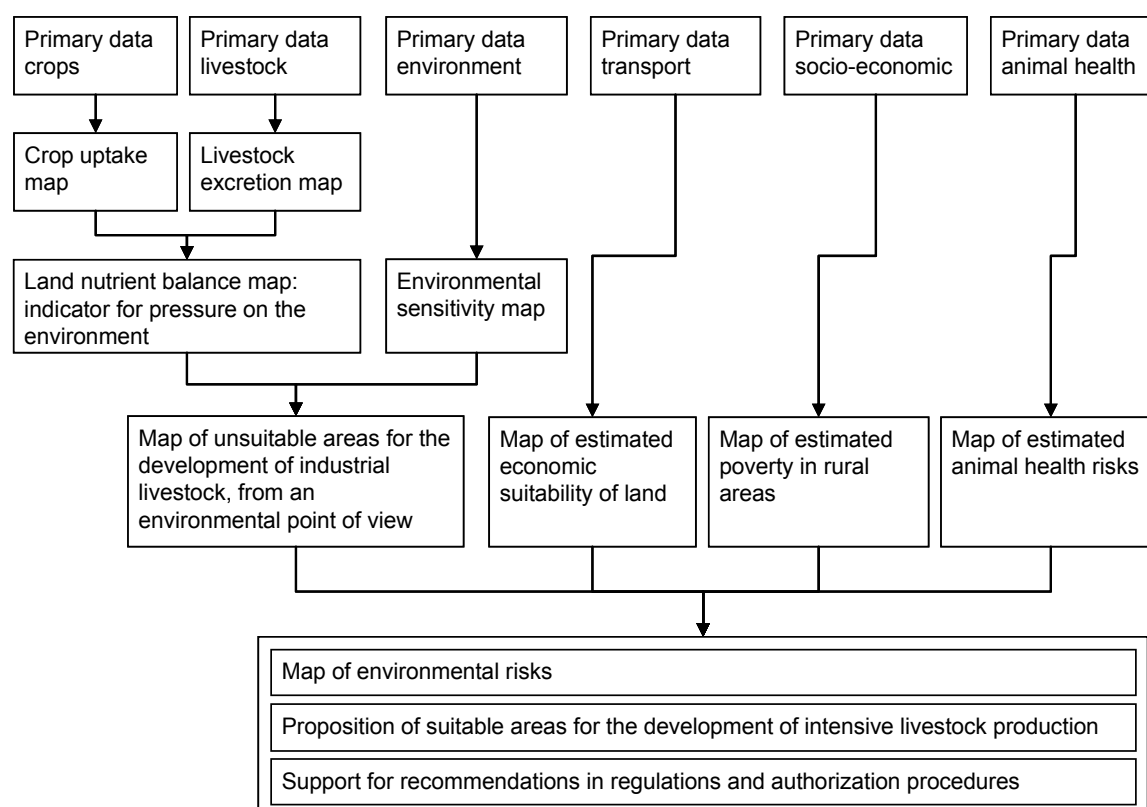 Primary data
crops
Primary data
livestock
Primary data
environment
Primary data
transport
Primary data
socio-economic
Primary data
animal health
Crop uptake
map
Livestock
excretion map
Land nutrient balance map:
indicator for pressure on the
environment
Environmental
sensitivity map
Map of unsuitable areas for the
development of industrial
livestock, from an
environmental point of view
Map of estimated
economic
suitability of land
Map of estimated
poverty in rural
areas
Map of estimated
animal health risks
Map of environmental risks
Proposition of suitable areas for the development of intensive livestock production
Support for recommendations in regulations and authorization procedures